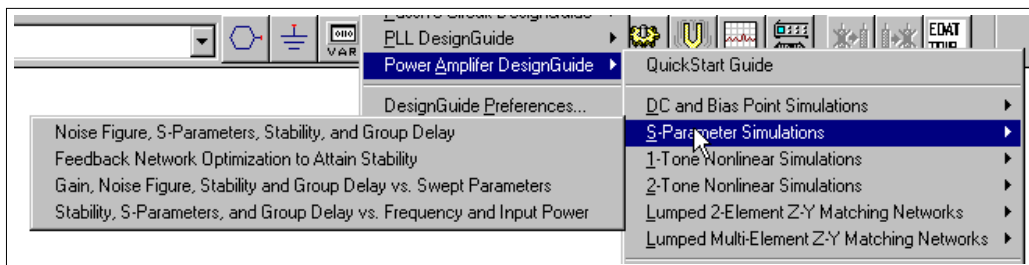 VAR
EDAT
PLL DesignGuide
Power Amplifer DesignGuide
DesignGuide Preferences...
QuickStart Guide
DC and Bias Point Simulations
S-Parameter Simulations
1-Tone Nonlinear Simulations
2-Tone Nonlinear Simulations
Lumped 2-Element Z-Y Matching Networks
Lumped Multi-Element Z-Y Matching Networks
Noise Figure, S-Parameters, Stability, and Group Delay
Feedback Network Optimization to Attain Stability
Gain, Noise Figure, Stability and Group Delay vs. Swept Parameters
Stability, S-Parameters, and Group Delay vs. Frequency and Input Power